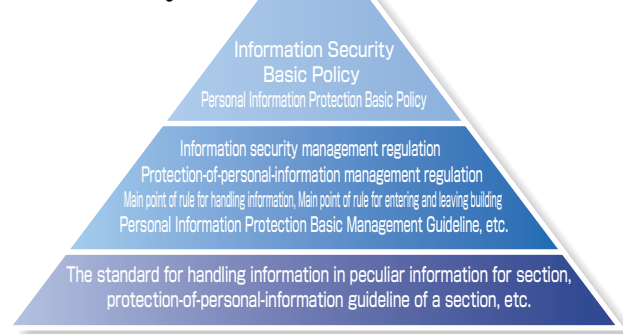 Information Security
Basic Policy
Personal Information Protection Basic Policy
Information security management regulation
Protection-of-personal-information management regulation
Main point of rule for handling information, Main point of rule for entering and leaving building
Personal Information Protection Basic Management Guideline, etc.
The standard for handling information in peculiar information for section,
protection-of-personal-information guideline of a section, etc.